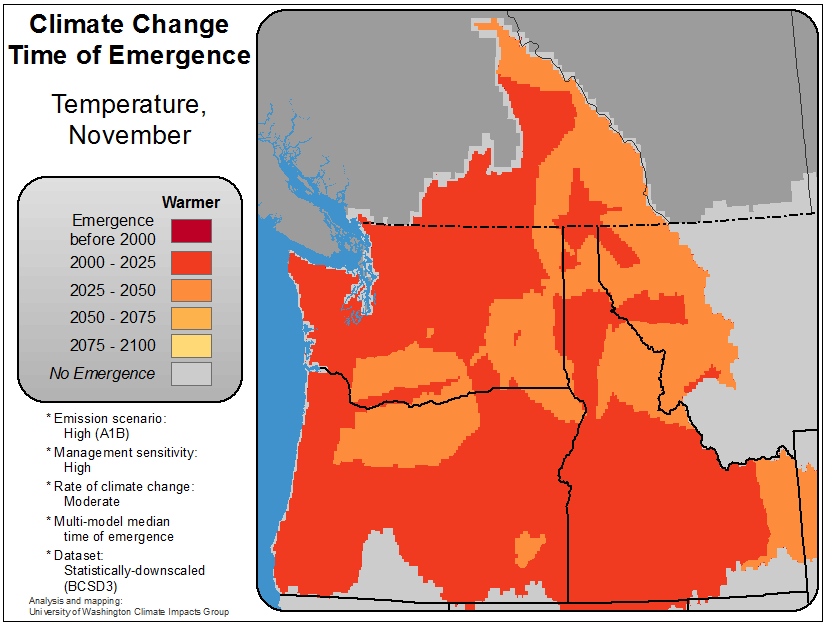 Climate Change
Time of Emergence
Temperature,
November
Warmer
Emergence
before 2000
2000 - 2025
2025 - 2050
2050 - 2075
2075 - 2100
No Emergence
* Emission scenario:
High (A1B)
* Management sensitivity:
High
* Rate of climate change:
Moderate
* Multi-model median
time of emergence
* Dataset:
Statistically-downscaled
(BCSD3)
Analysis and mapping:
University of Washington Climate Impacts Group